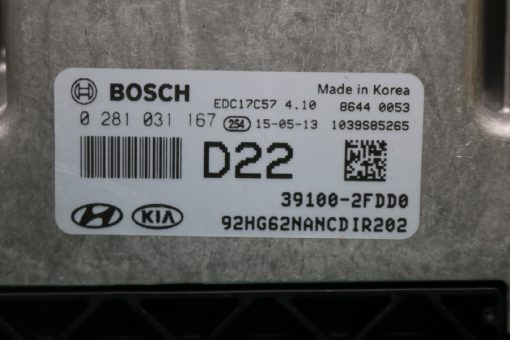 BOSCH Made in Korea
EDC17C57 4.10 8644 0053
0 281 031 167 254 15-05-13 1039S85265
D22
39100-2FDD0
KIA 92HG62NANCDIR202